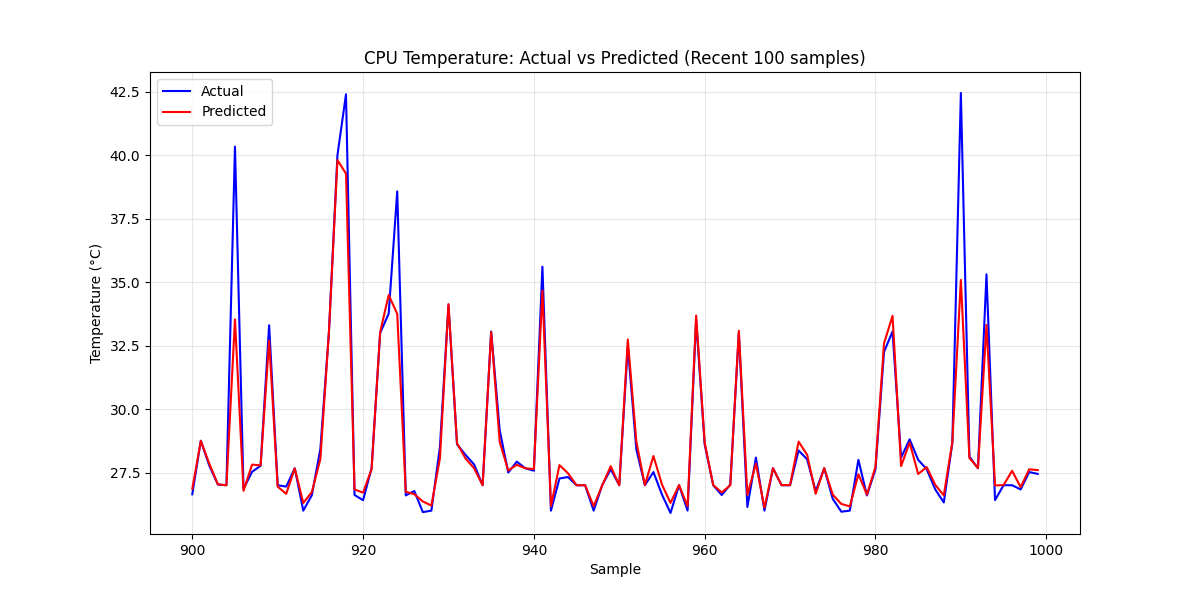 CPU Temperature: Actual vs Predicted (Recent 100 samples)
Actual
Predicted
42.5
40.0
37.5
35.0
32.5
30.0
27.5
Temperature (°C)
900
920
940
960
980
1000
Sample